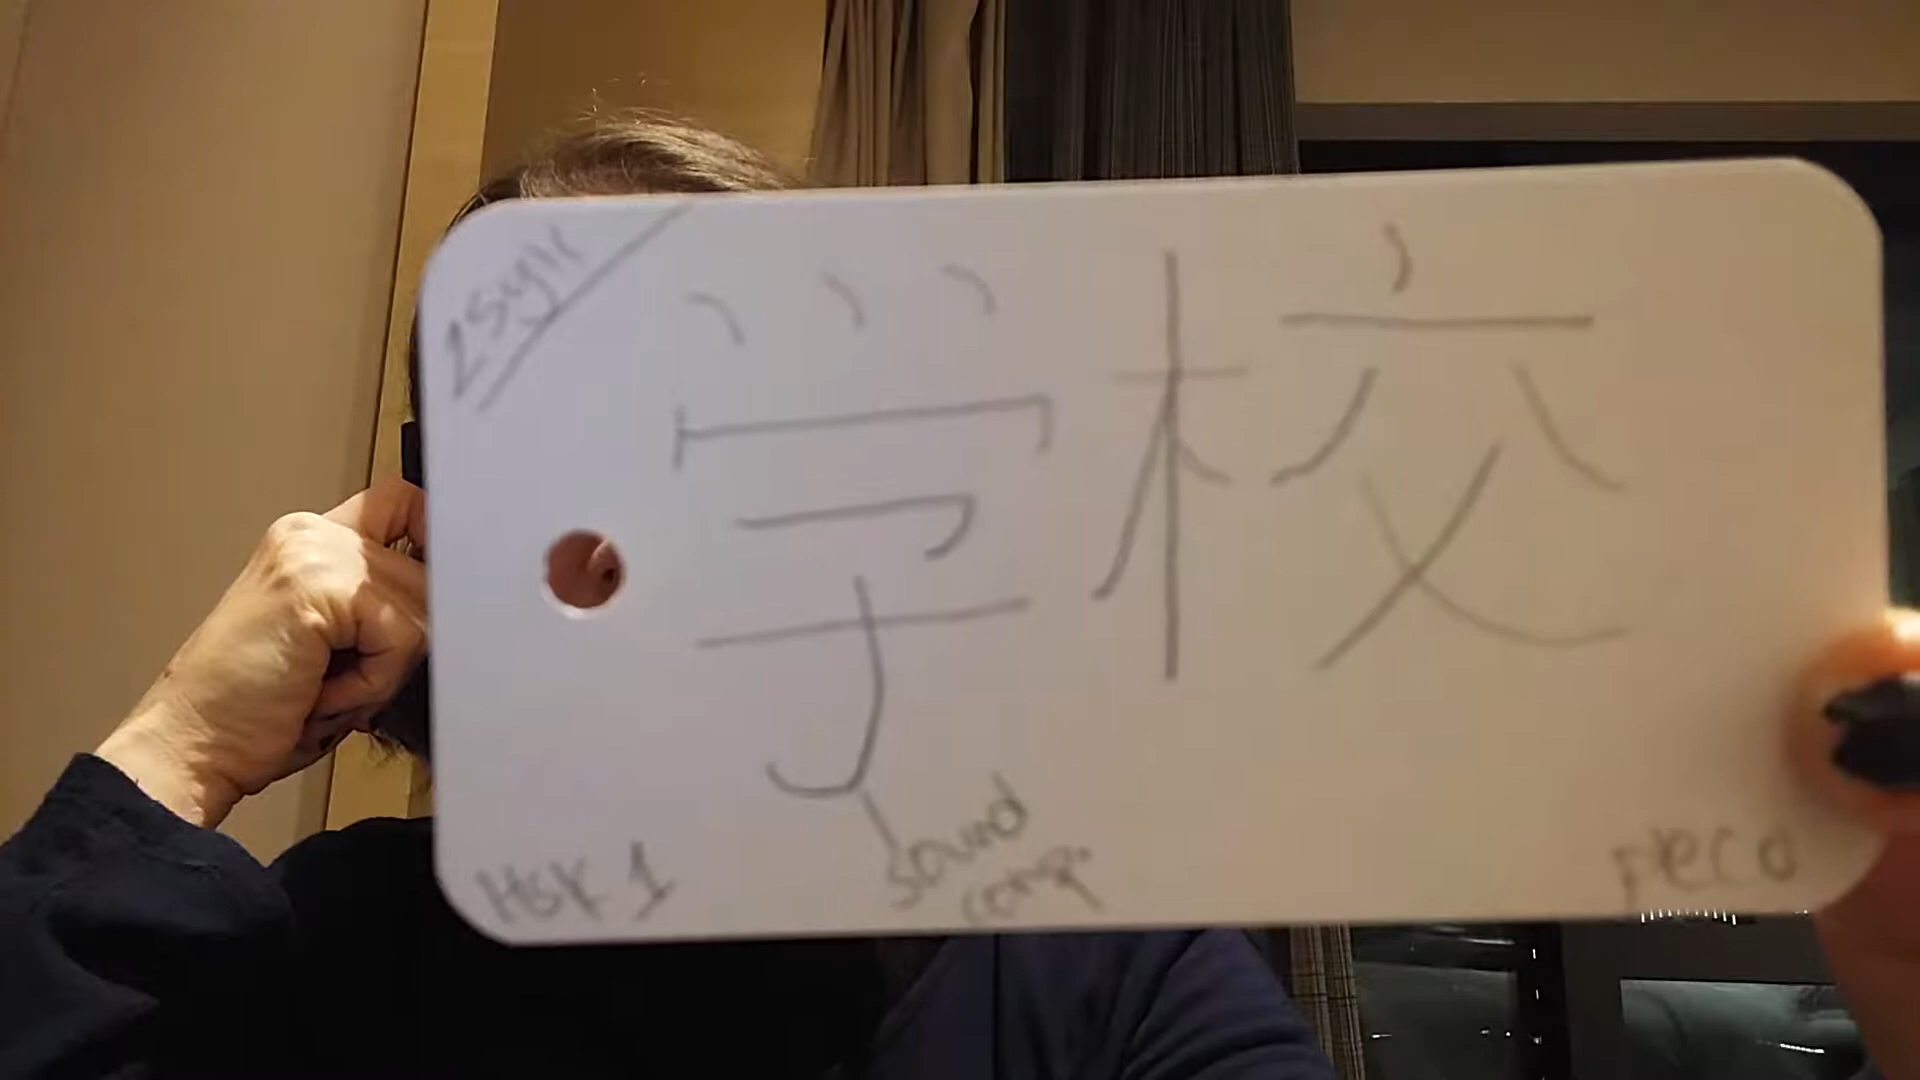 2syll
学校
sound
comp.
HSK 1
reco